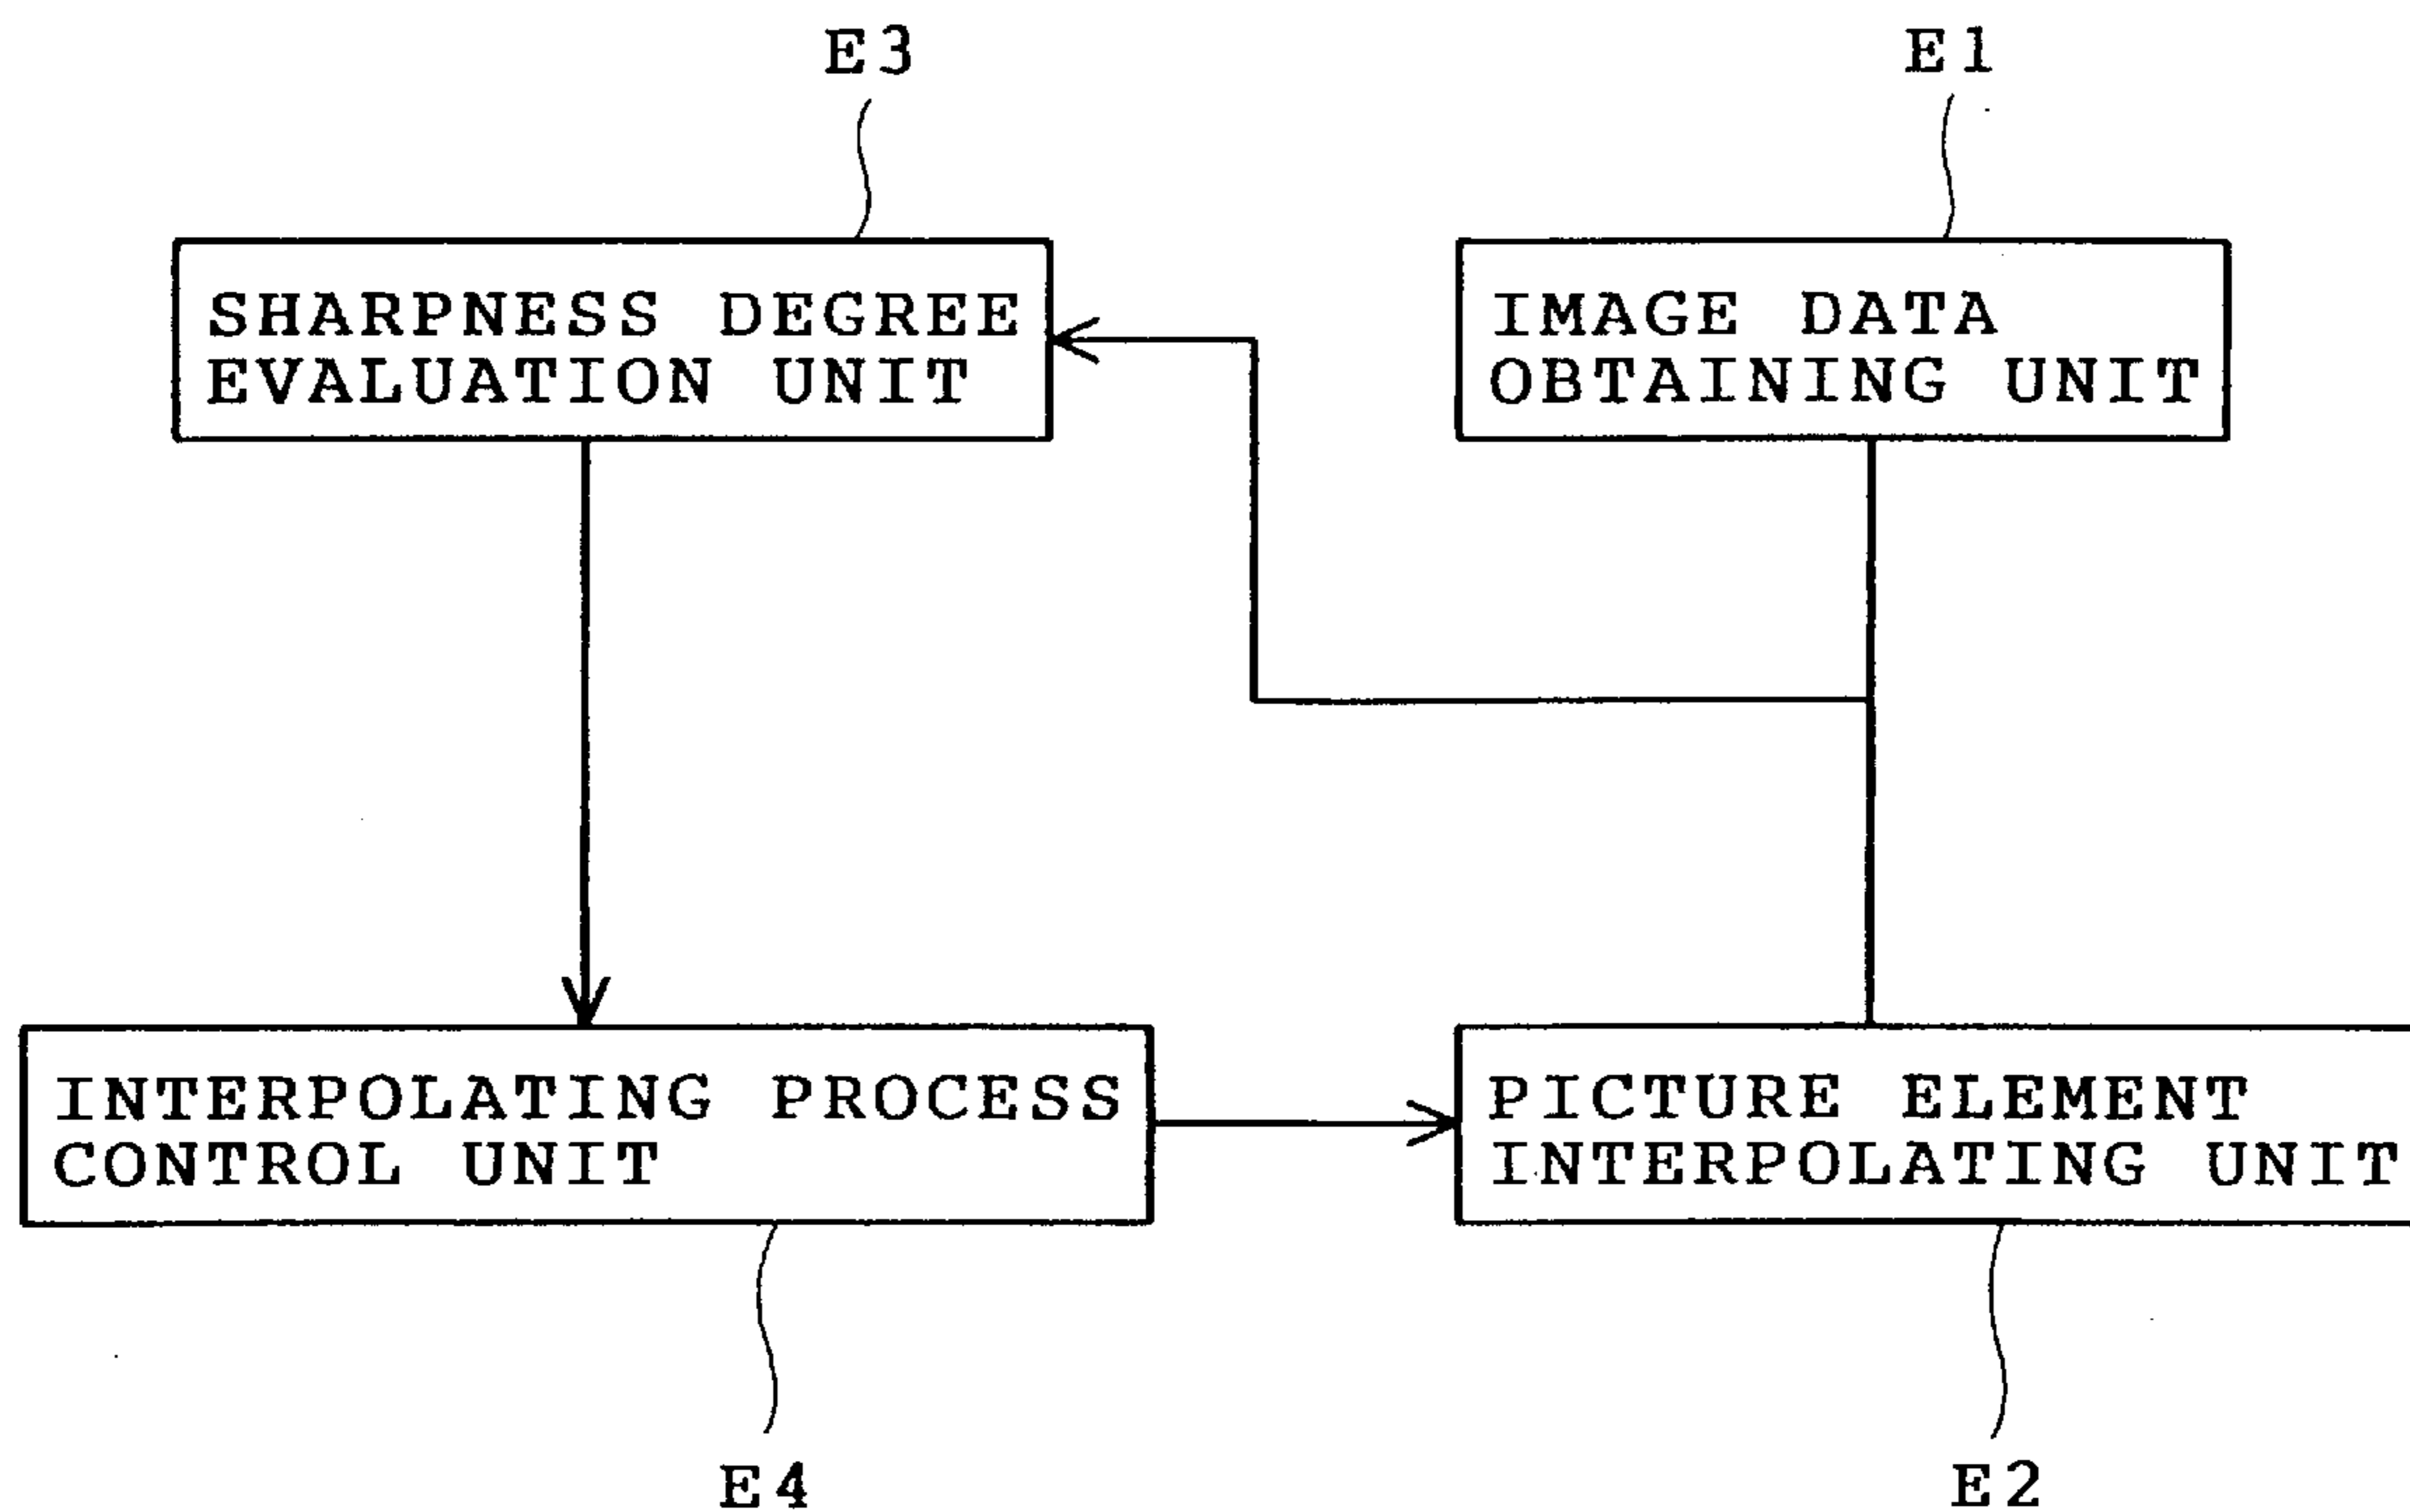 E3
E1
SHARPNESS DEGREE
EVALUATION UNIT
IMAGE DATA
OBTAINING UNIT
INTERPOLATING PROCESS
CONTROL UNIT
PICTURE ELEMENT
INTERPOLATING UNIT
E4
E2